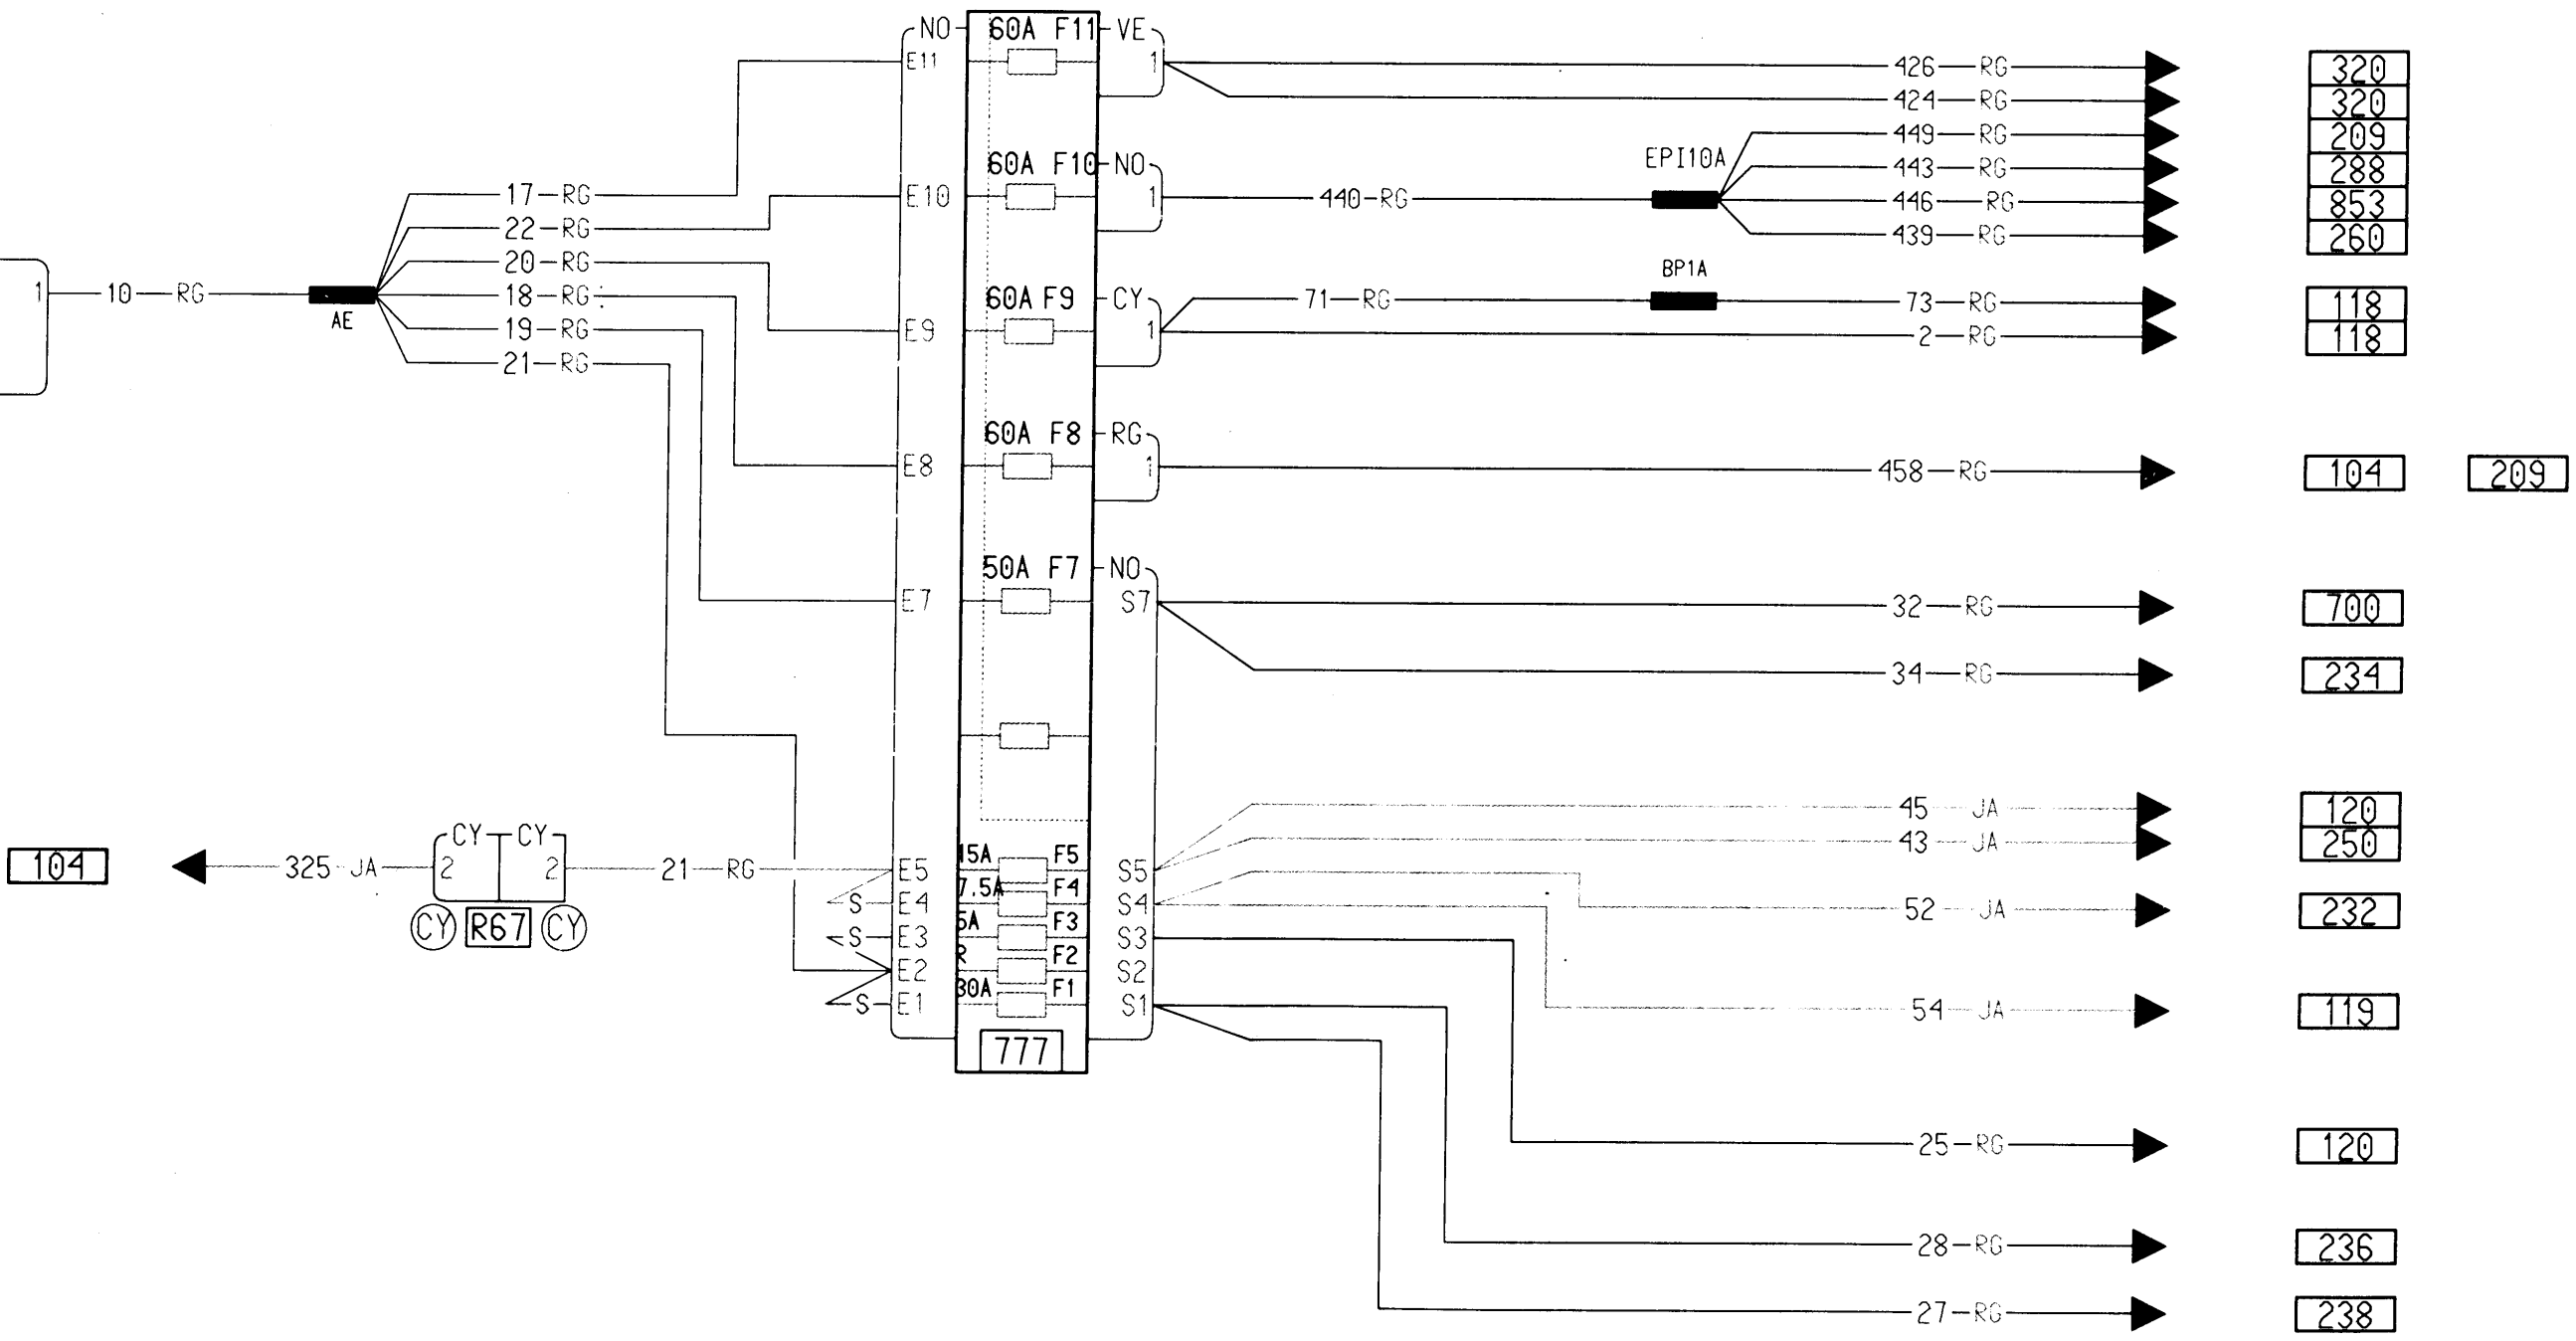 NO 60A F11 VE
E11 1 426 RG 320
424 RG 320
449 RG 209
60A F10 NO EPI10A
443 RG 288
17 RG E10 1 440 RG 446 RG 853
22 RG 439 RG 260
20 RG BP1A
1 10 RG 18 RG 60A F9 CY 71 RG 73 RG 118
AE
19 RG E9 1 2 RG 118
21 RG
60A F8 RG
E8 1 458 RG 104 209
50A F7 NO
E7 S7 32 RG 700
34 RG 234
45 JA 120
CY CY 43 JA 250
15A F5
104 325 JA 2 2 21 RG E5 S5
7.5A F4
S E4 S4 52 JA 232
CY R67 CY 5A F3
S E3 S3
R F2
E2 S2
30A F1
S E1 S1 54 JA 119
777
25 RG 120
28 RG 236
27 RG 238